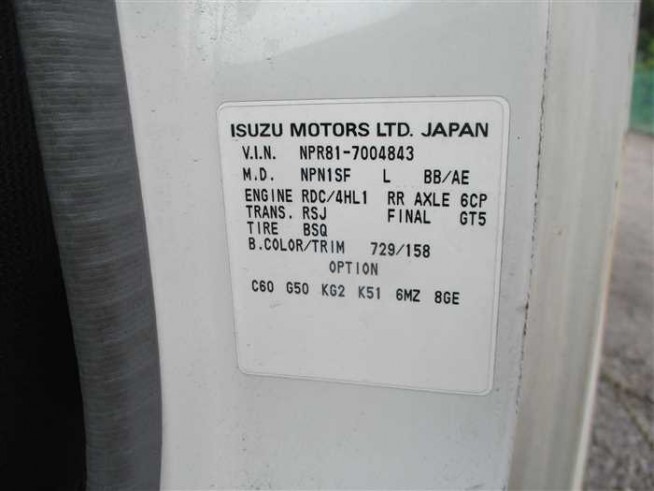 ISUZU MOTORS LTD. JAPAN
V.I.N. NPR81-7004843
M.D. NPN1SF L BB/AE
ENGINE RDC/4HL1 RR AXLE 6CP
TRANS. RSJ FINAL GT5
TIRE BSQ
B.COLOR/TRIM 729/158
OPTION
C60 G50 KG2 K51 6MZ 8GE